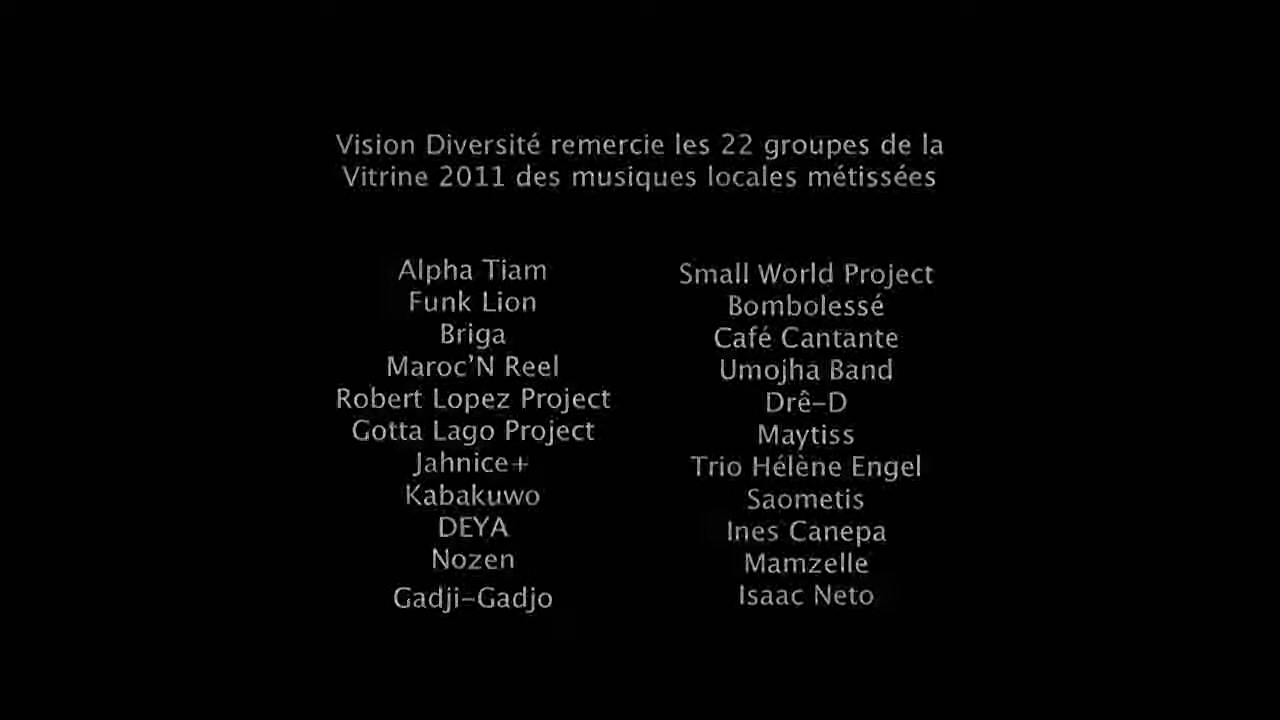 Vision Diversité remercie les 22 groupes de la
Vitrine 2011 des musiques locales métissées
Alpha Tiam
Funk Lion
Briga
Maroc'N Reel
Robert Lopez Project
Gotta Lago Project
Jahnice+
Kabakuwo
DEYA
Nozen
Gadji-Gadjo
Small World Project
Bombolessé
Café Cantante
Umojha Band
Drê-D
Maytiss
Trio Hélène Engel
Saometis
Ines Canepa
Mamzelle
Isaac Neto